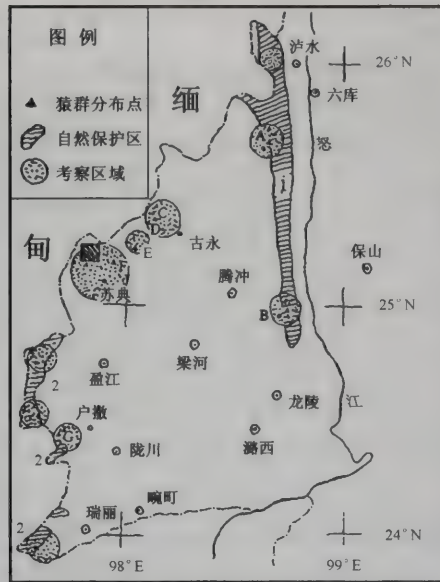 图例
猿群分布点
自然保护区
考察区域
缅
甸
泸水
26°N
六库
怒
A
1
C
D
E
古永
F
苏典
保山
腾冲
B
25°N
梁河
盈江
2
龙陵
江
户撒
G
2
陇川
潞西
2
瑞丽
畹町
24°N
98°E
99°E